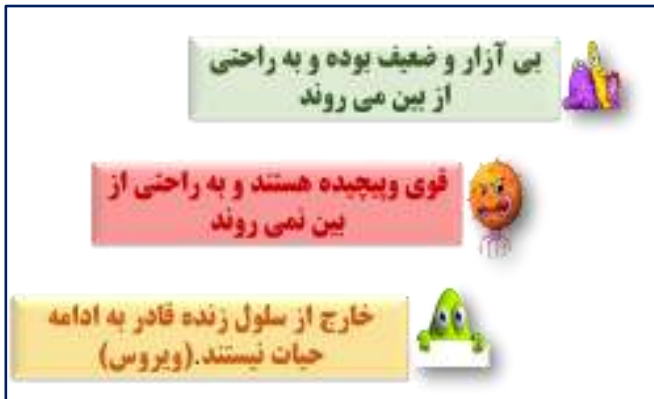 بی آزار و ضعیف بوده و به راحتی
از بین می روند
قوی وپیچیده هستند و به راحتی از
بین نمی روند
خارج از سلول زنده قادر به ادامه
حیات نیستند.(ویروس)